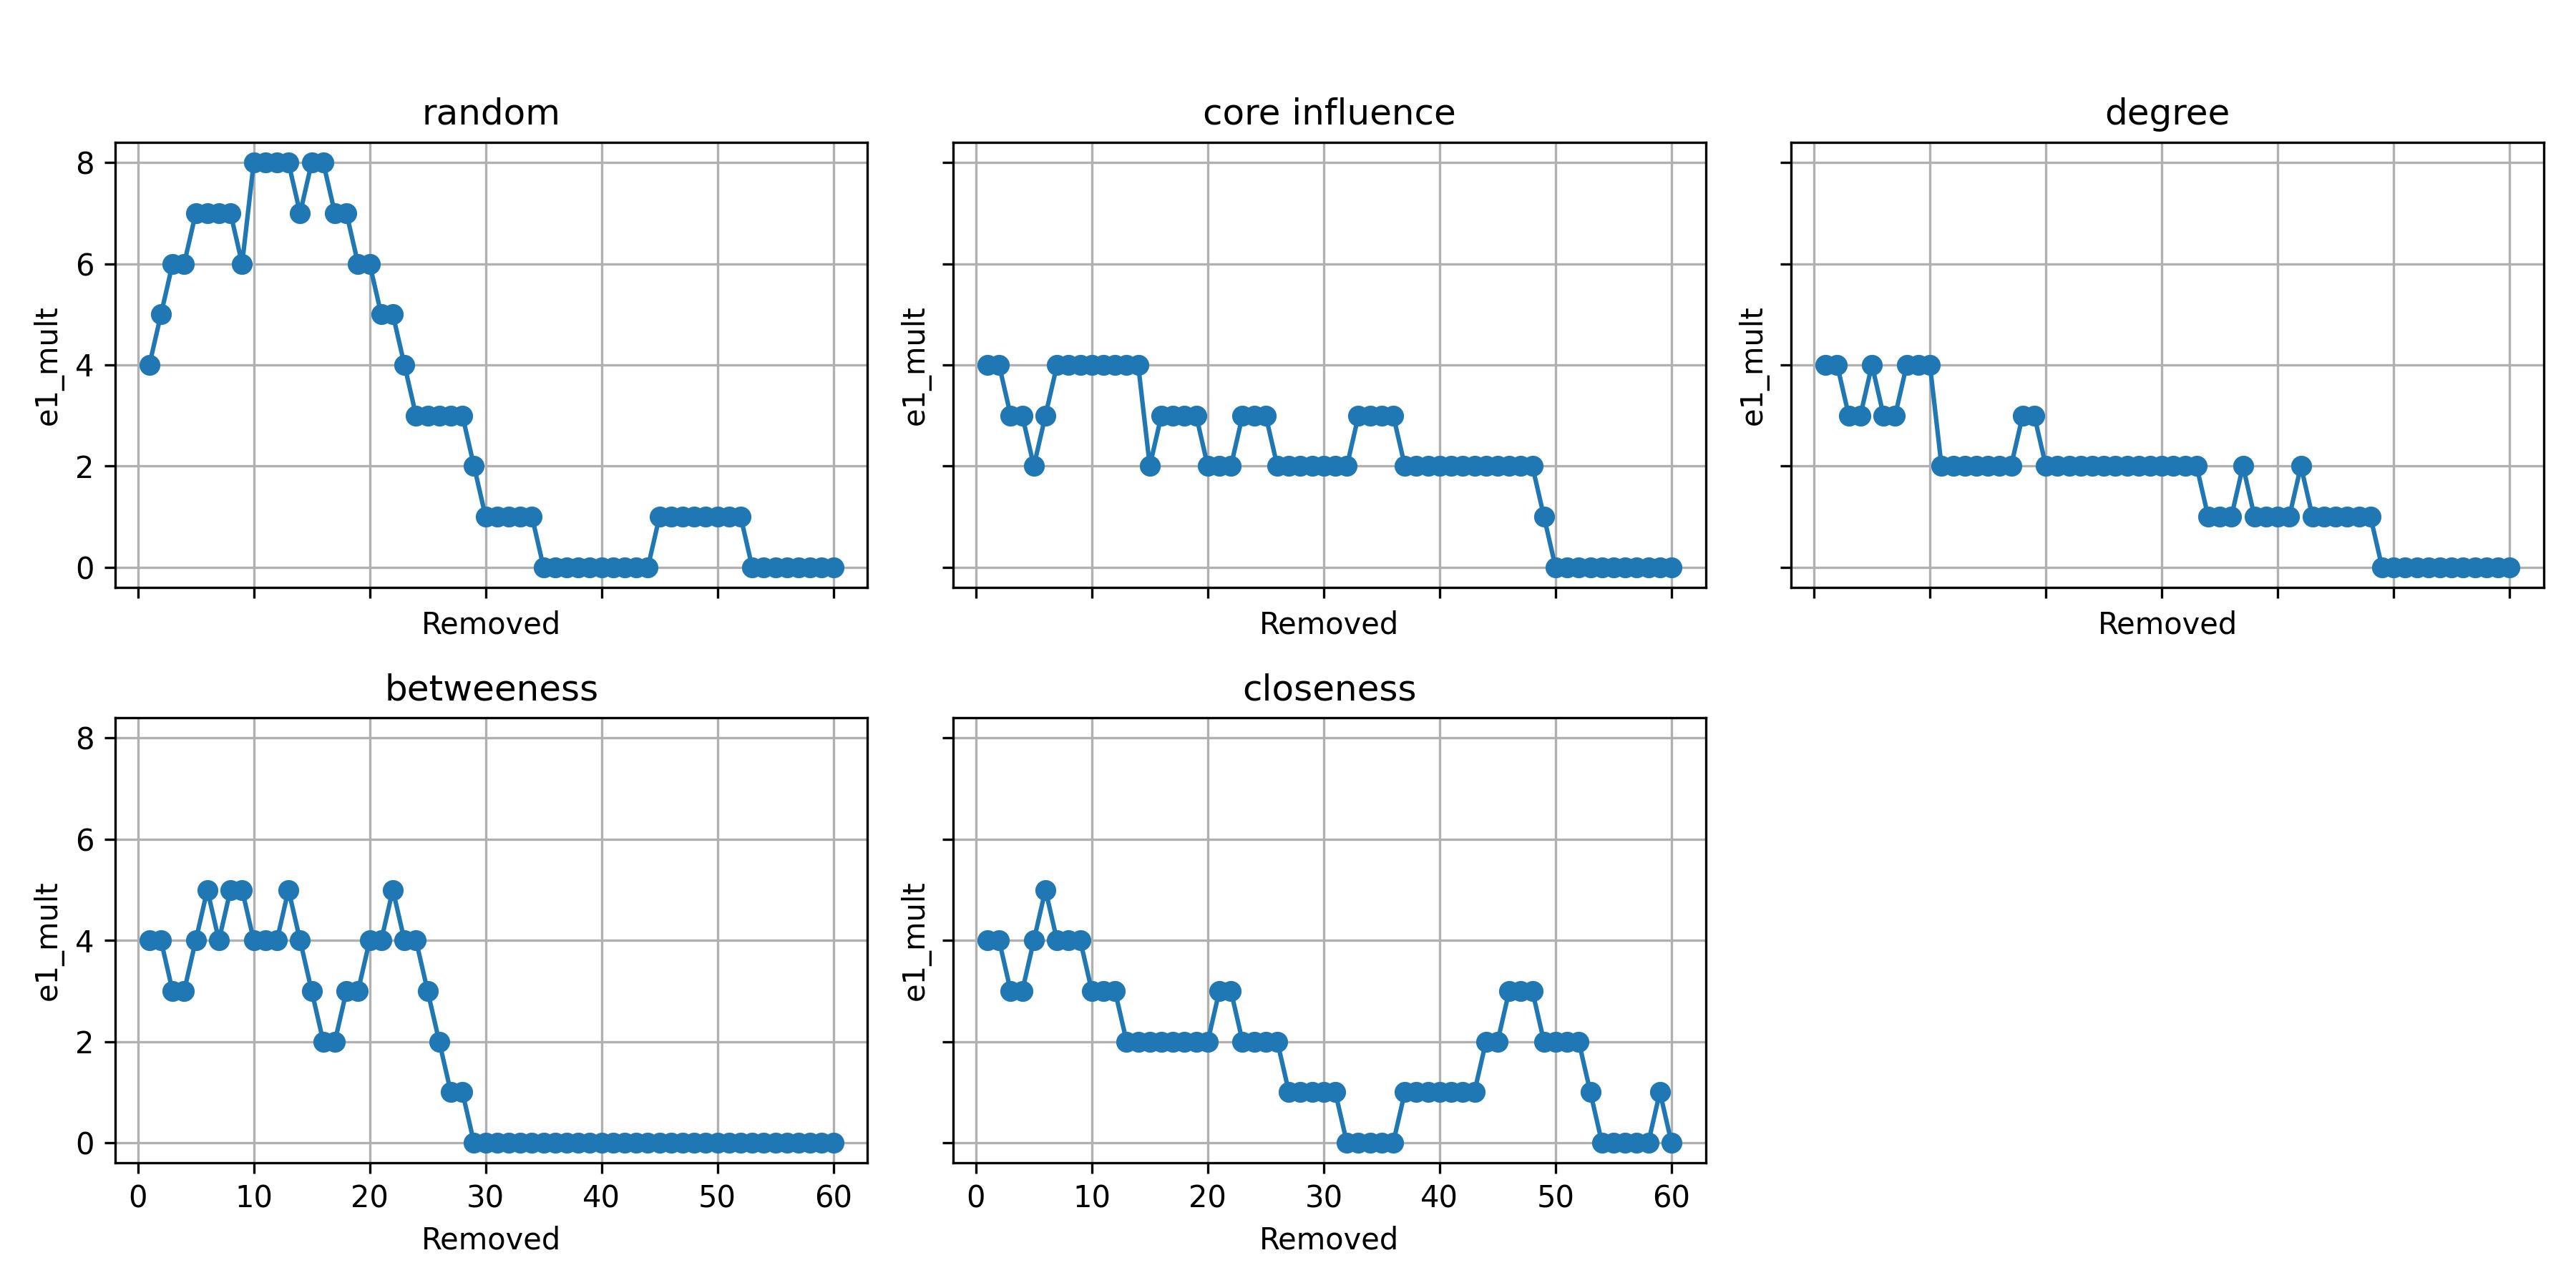 random
core influence
degree
8
6
4
2
0
e1_mult
e1_mult
e1_mult
Removed
Removed
Removed
betweeness
closeness
8
6
4
2
0
e1_mult
e1_mult
0 10 20 30 40 50 60
0 10 20 30 40 50 60
Removed
Removed